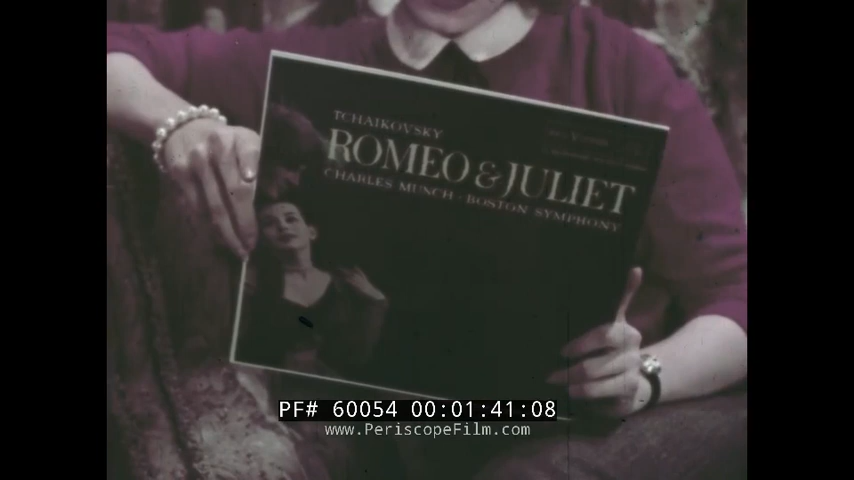 TCHAIKOVSKY
ROMEO & JULIET
CHARLES MUNCH - BOSTON SYMPHONY
PF# 60054 00:01:41:08
www.PeriscopeFilm.com